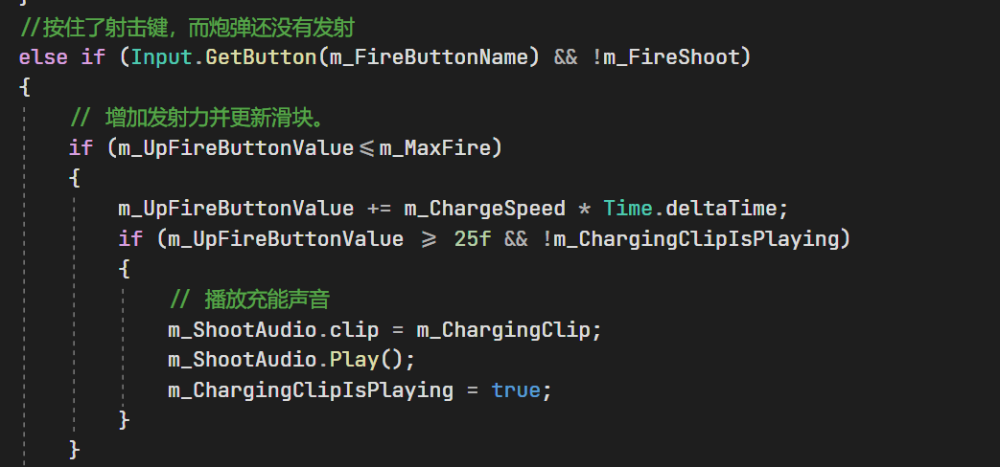 }
//按住了射击键，而炮弹还没有发射
else if (Input.GetButton(m_FireButtonName) && !m_FireShoot)
{
// 增加发射力并更新滑块。
if (m_UpFireButtonValue<=m_MaxFire)
{
m_UpFireButtonValue += m_ChargeSpeed * Time.deltaTime;
if (m_UpFireButtonValue >= 25f && !m_ChargingClipIsPlaying)
{
// 播放充能声音
m_ShootAudio.clip = m_ChargingClip;
m_ShootAudio.Play();
m_ChargingClipIsPlaying = true;
}
}